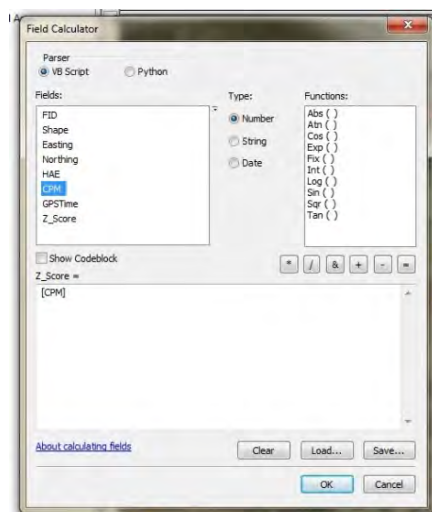 Field Calculator
Parser
VB Script Python
Fields: Type: Functions:
FID
Shape
Easting
Northing
HAE
CPM
GPSTime
Z_Score
Number
String
Date
Abs ( )
Atn ( )
Cos ( )
Exp ( )
Fix ( )
Int ( )
Log ( )
Sin ( )
Sqr ( )
Tan ( )
Show Codeblock
* / & + - =
Z_Score =
[CPM]
About calculating fields
Clear Load... Save...
OK Cancel